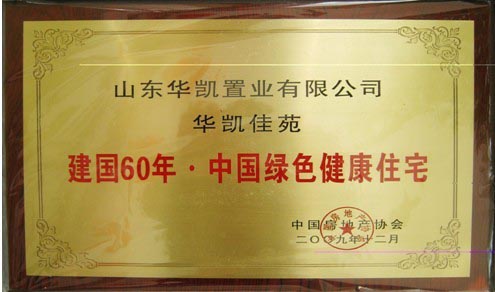 山东华凯置业有限公司
华凯佳苑
建国60年·中国绿色健康住宅
中国房地产协会
二〇〇九年十二月